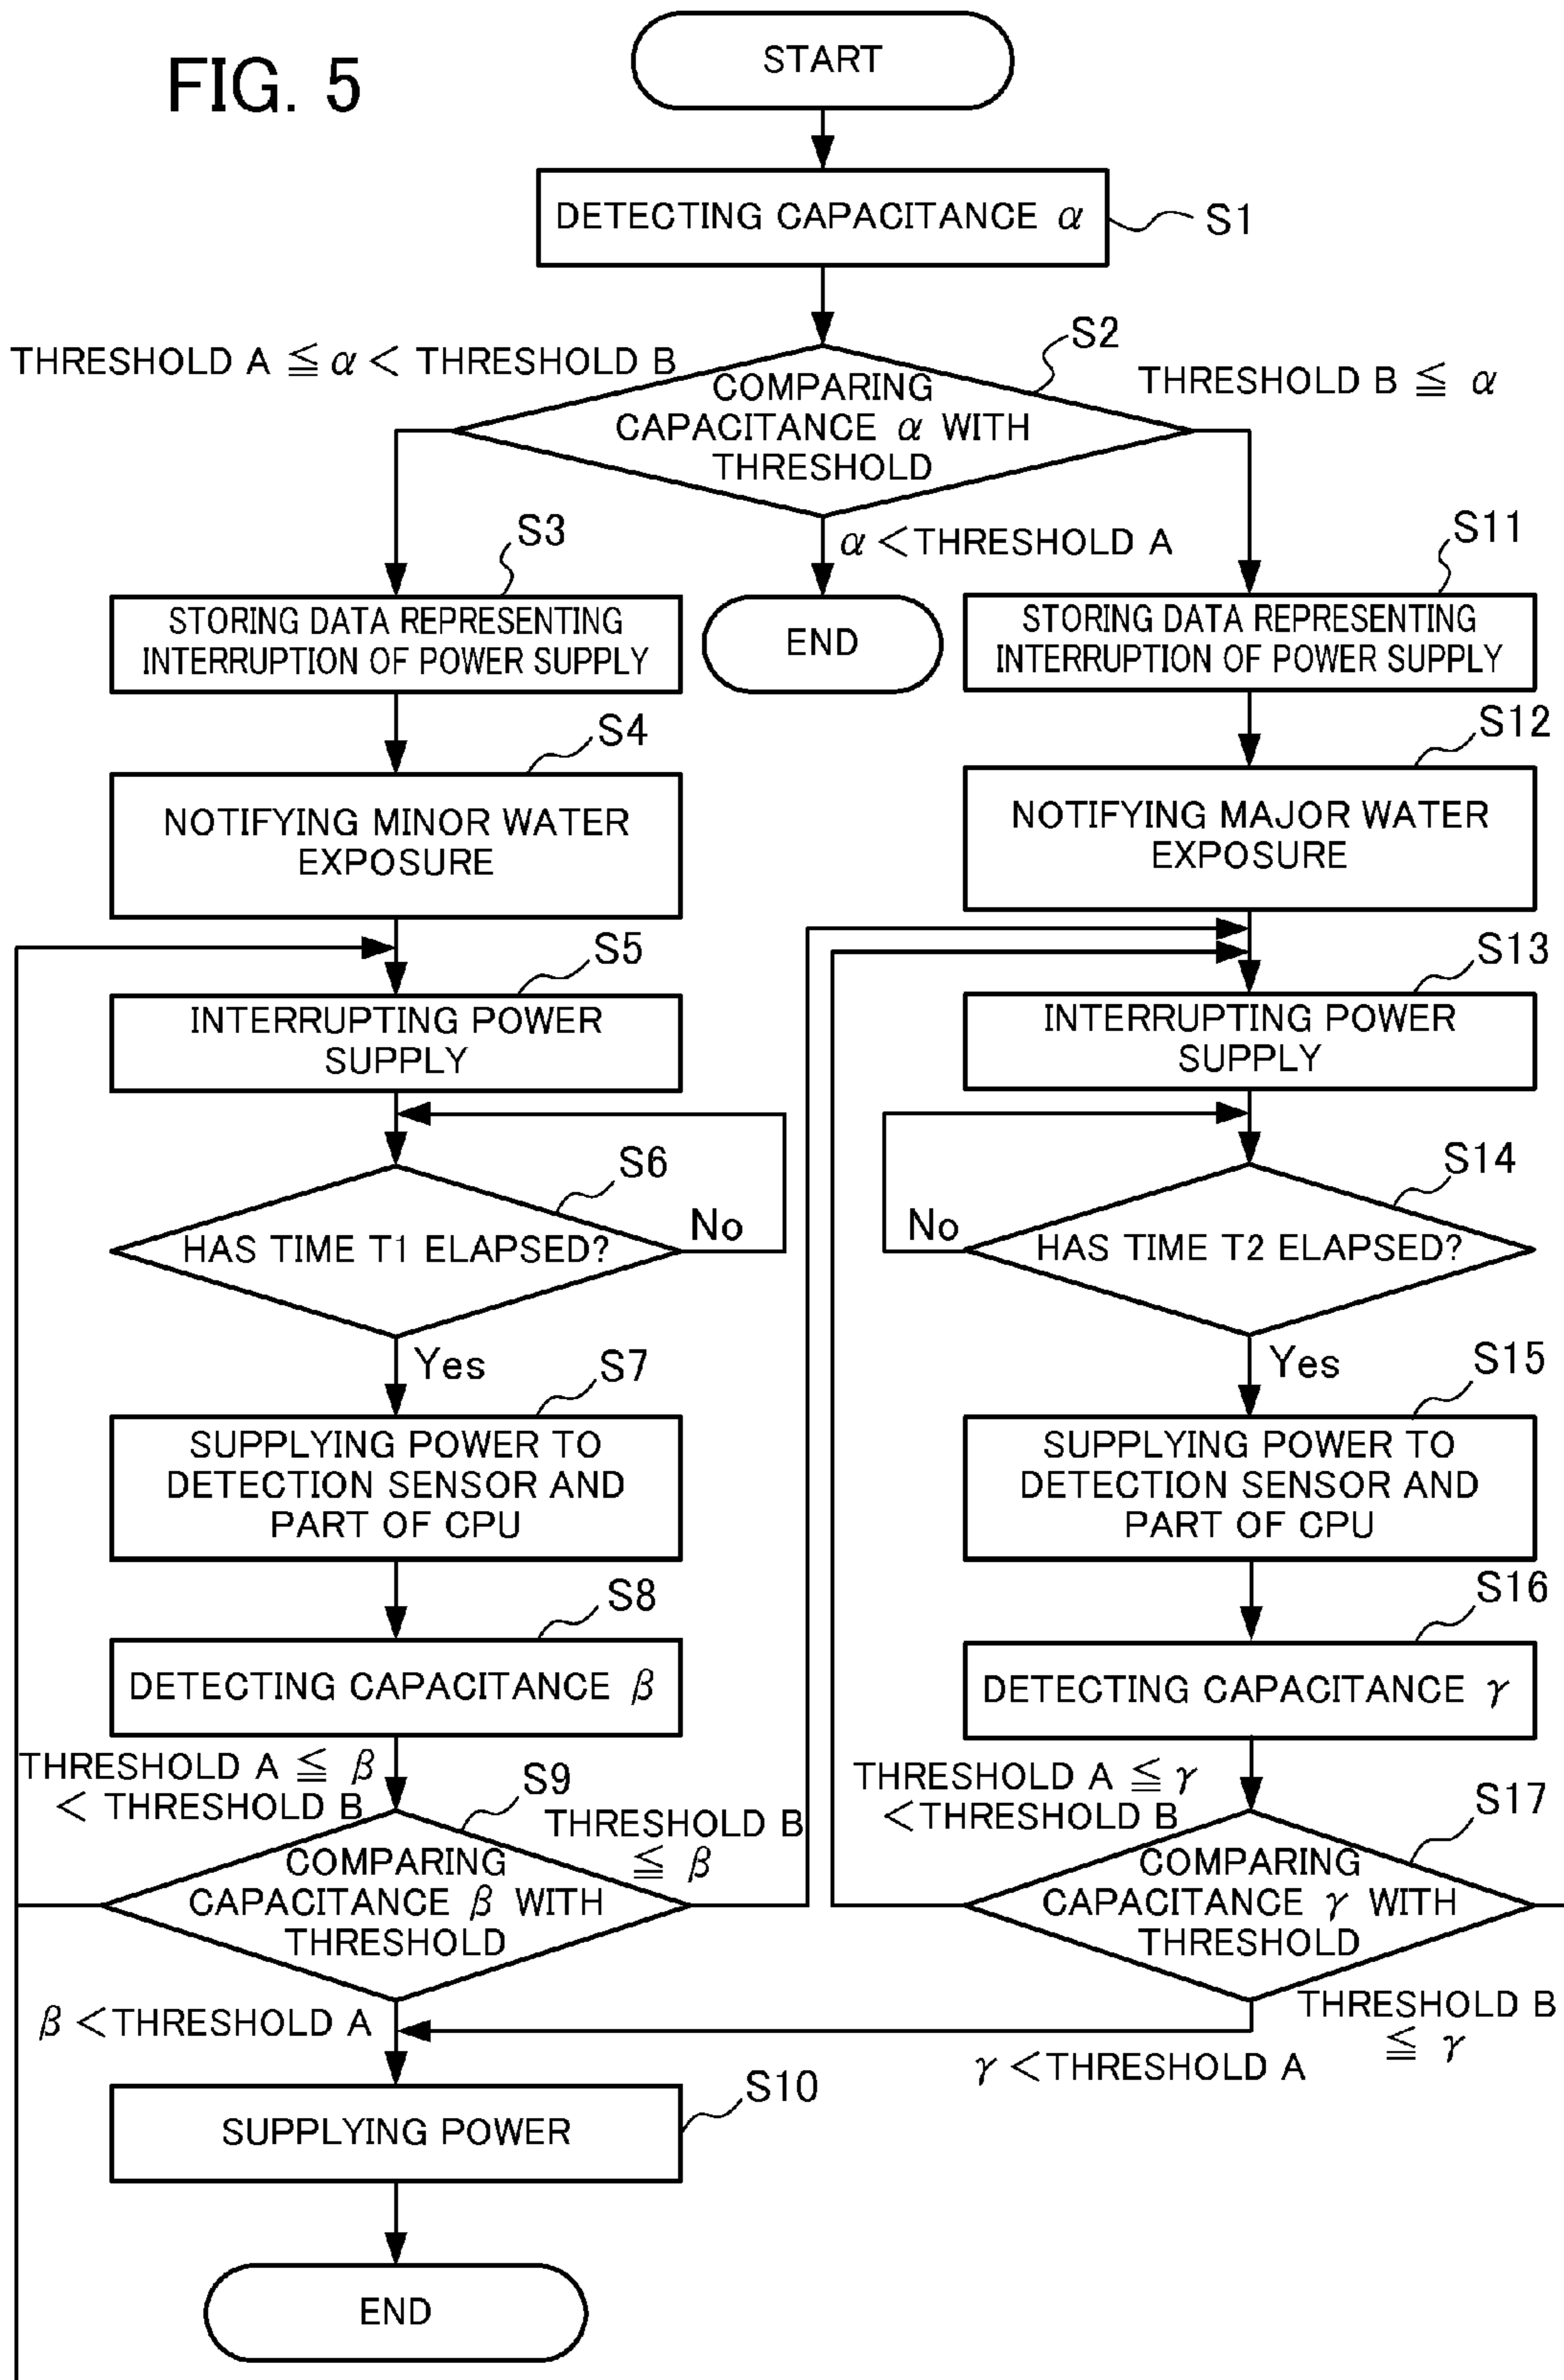 FIG. 5
START
DETECTING CAPACITANCE α
S1
S2
THRESHOLD A ≦ α < THRESHOLD B
THRESHOLD B ≦ α
COMPARING
CAPACITANCE α WITH
THRESHOLD
α < THRESHOLD A
S3
STORING DATA REPRESENTING
INTERRUPTION OF POWER SUPPLY
END
S11
STORING DATA REPRESENTING
INTERRUPTION OF POWER SUPPLY
S4
NOTIFYING MINOR WATER
EXPOSURE
S12
NOTIFYING MAJOR WATER
EXPOSURE
S5
INTERRUPTING POWER
SUPPLY
S13
INTERRUPTING POWER
SUPPLY
S6
HAS TIME T1 ELAPSED?
No
Yes
S14
No
HAS TIME T2 ELAPSED?
Yes
S7
SUPPLYING POWER TO
DETECTION SENSOR AND
PART OF CPU
S15
SUPPLYING POWER TO
DETECTION SENSOR AND
PART OF CPU
S8
DETECTING CAPACITANCE β
S16
DETECTING CAPACITANCE γ
THRESHOLD A ≦ β
< THRESHOLD B
S9
THRESHOLD B
≦ β
COMPARING
CAPACITANCE β WITH
THRESHOLD
β < THRESHOLD A
THRESHOLD A ≦ γ
< THRESHOLD B
S17
COMPARING
CAPACITANCE γ WITH
THRESHOLD
THRESHOLD B
≦ γ
γ < THRESHOLD A
S10
SUPPLYING POWER
END